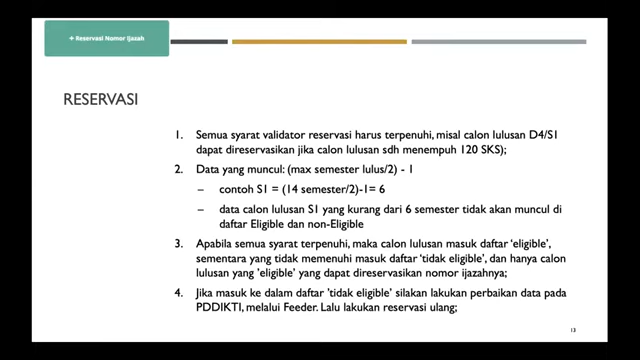 + Reservasi Nomor Ijazah
RESERVASI
1. Semua syarat validator reservasi harus terpenuhi, misal calon lulusan D4/S1
dapat direservasikan jika calon lulusan sdh menempuh 120 SKS);
2. Data yang muncul: (max semester lulus/2) - 1
– contoh S1 = (14 semester/2)-1= 6
– data calon lulusan S1 yang kurang dari 6 semester tidak akan muncul di
daftar Eligible dan non-Eligible
3. Apabila semua syarat terpenuhi, maka calon lulusan masuk daftar 'eligible',
sementara yang tidak memenuhi masuk daftar 'tidak eligible', dan hanya calon
lulusan yang 'eligible' yang dapat direservasikan nomor ijazahnya;
4. Jika masuk ke dalam daftar 'tidak eligible' silakan lakukan perbaikan data pada
PDDIKTI, melalui Feeder. Lalu lakukan reservasi ulang;
13